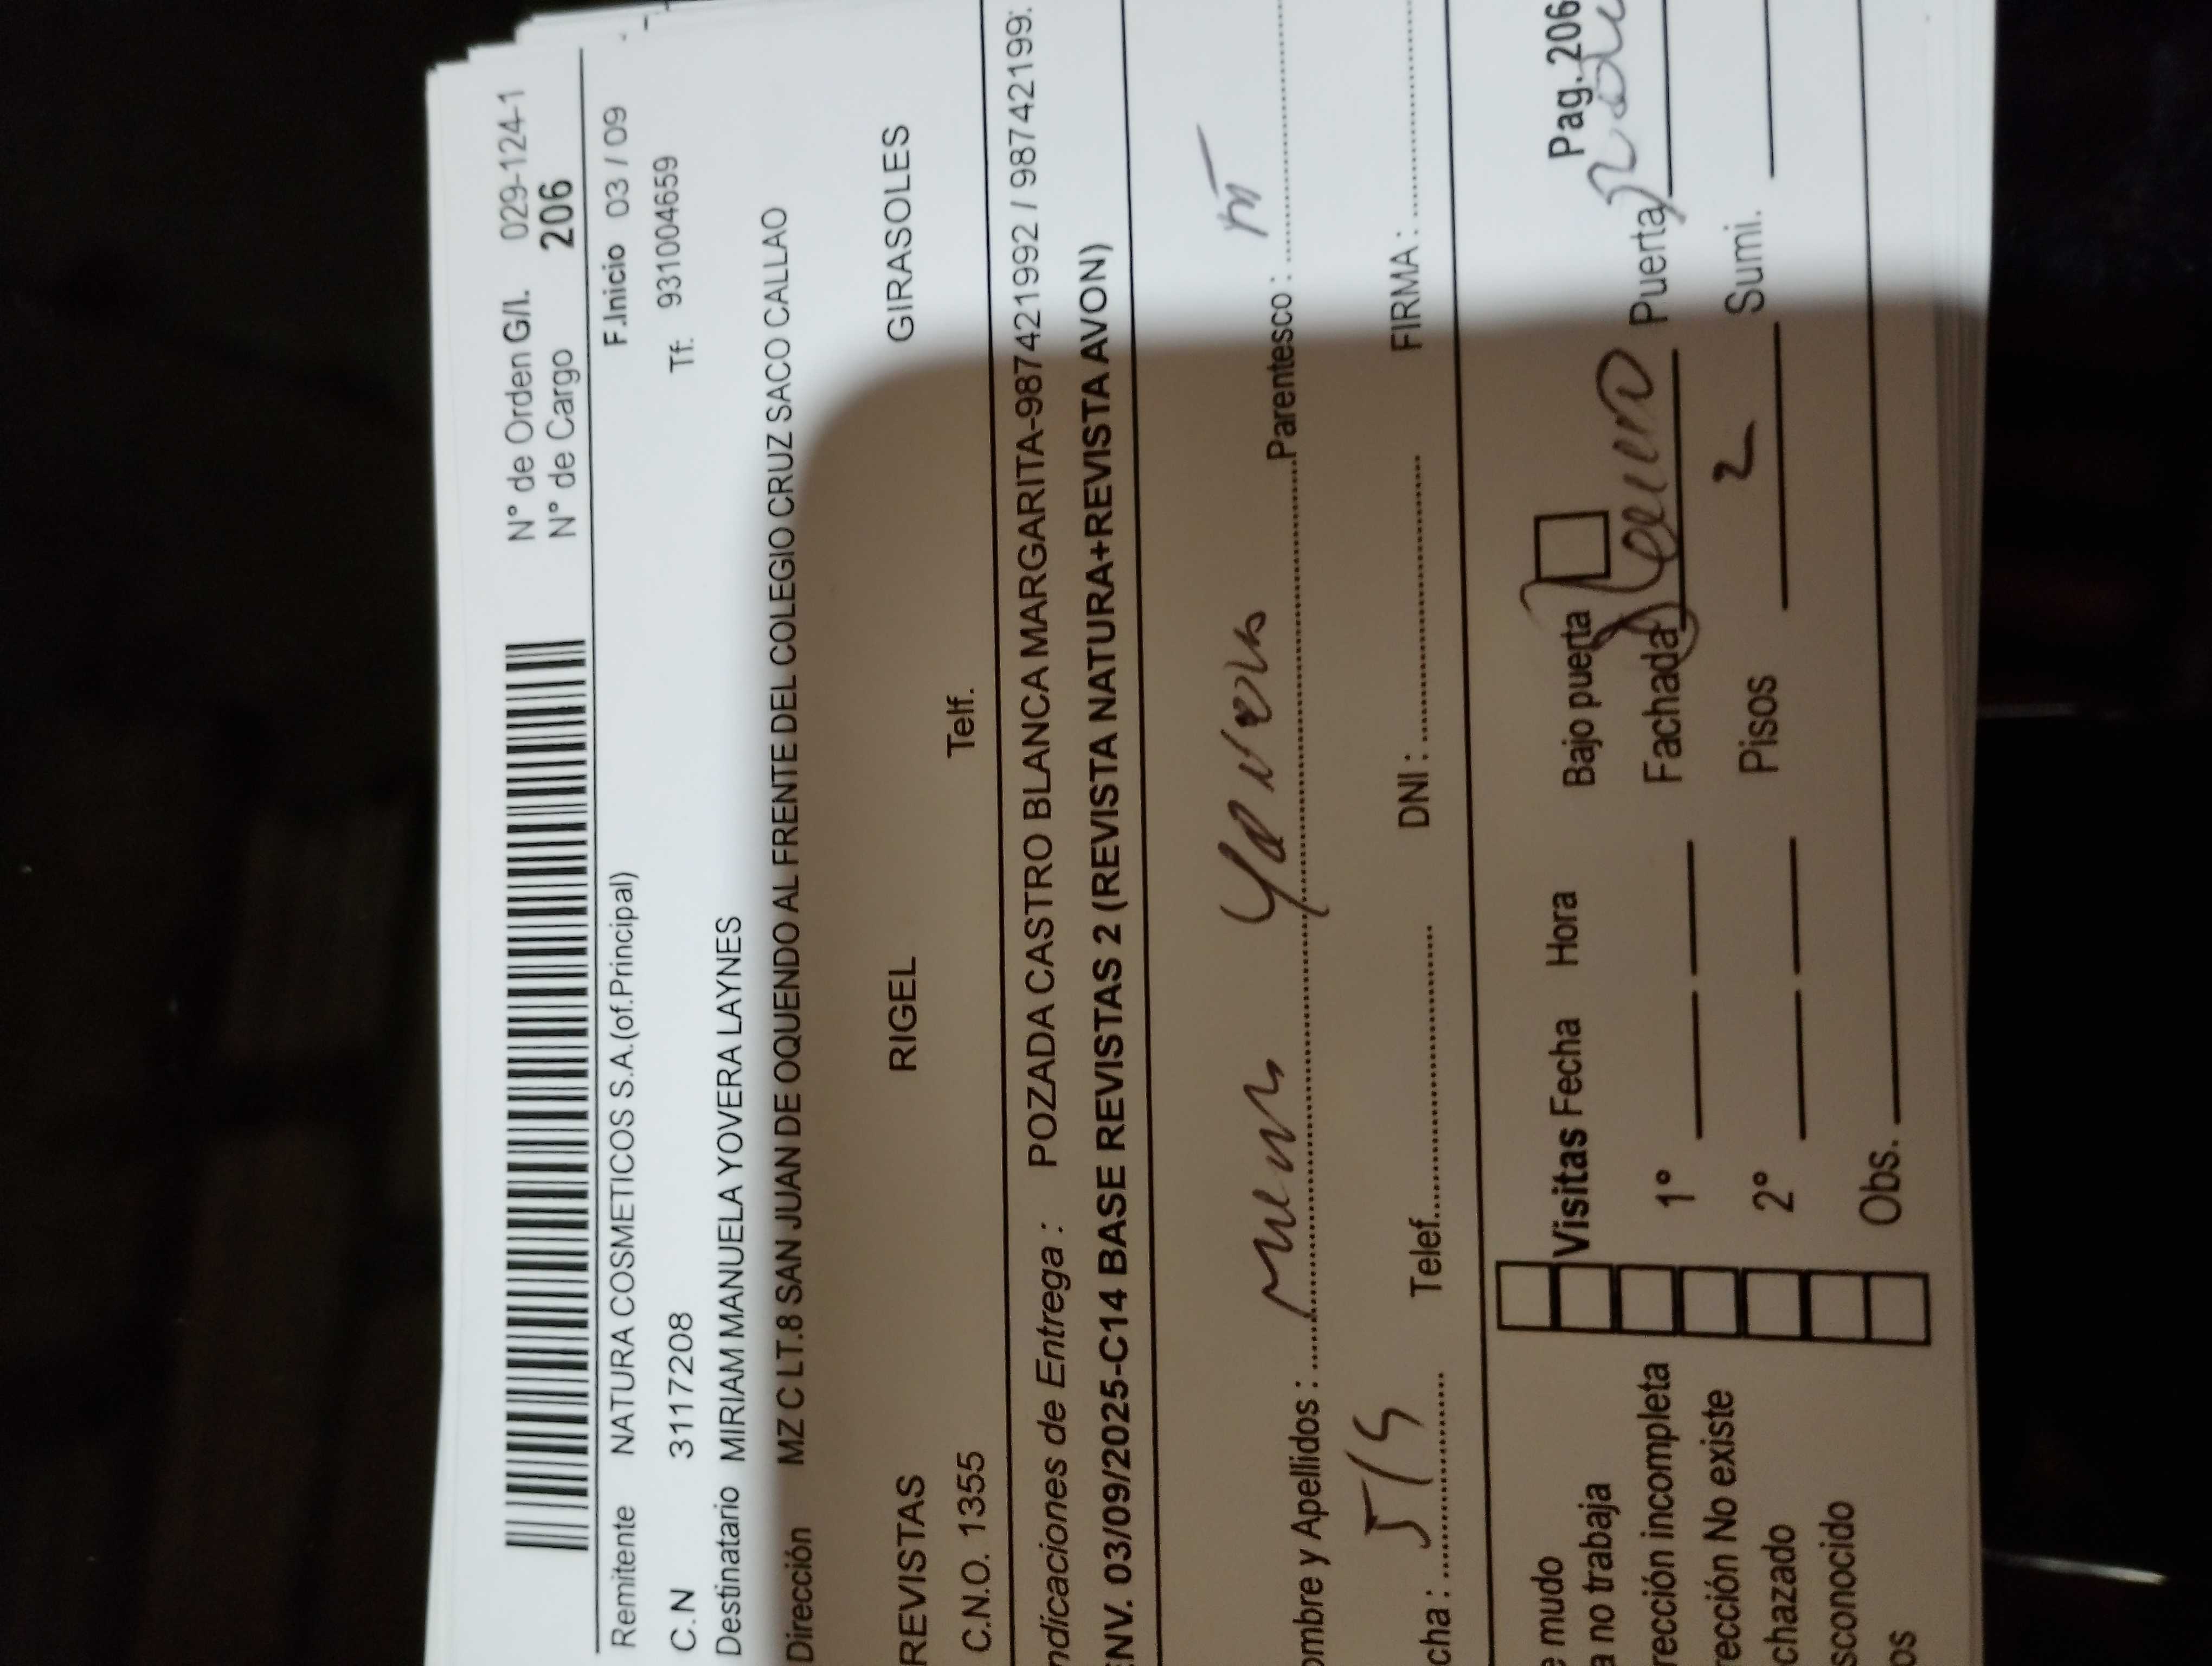 N° de Orden G/I. 029-124-1
N° de Cargo 206
Remitente NATURA COSMETICOS S.A.(of.Principal) F.Inicio 03 / 09
C.N 3117208 Tf. 931004659
Destinatario MIRIAM MANUELA YOVERA LAYNES
Dirección MZ C LT.8 SAN JUAN DE OQUENDO AL FRENTE DEL COLEGIO CRUZ SACO CALLAO
REVISTAS RIGEL GIRASOLES
C.N.O. 1355 Telf.
ndicaciones de Entrega : POZADA CASTRO BLANCA MARGARITA-987421992 / 98742199
ENV. 03/09/2025-C14 BASE REVISTAS 2 (REVISTA NATURA+REVISTA AVON)
ombre y Apellidos : Parentesco :
cha : Telef. DNI : FIRMA :
Pag. 206
e mudo
a no trabaja Visitas Fecha Hora Bajo puerta
rección incompleta 1° Fachada Puerta
rección No existe
chazado 2° Pisos 2 Sumi.
sconocido
os Obs.